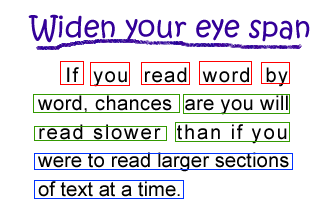 Widen your eye span
If you read word by
word, chances are you will
read slower than if you
were to read larger sections
of text at a time.